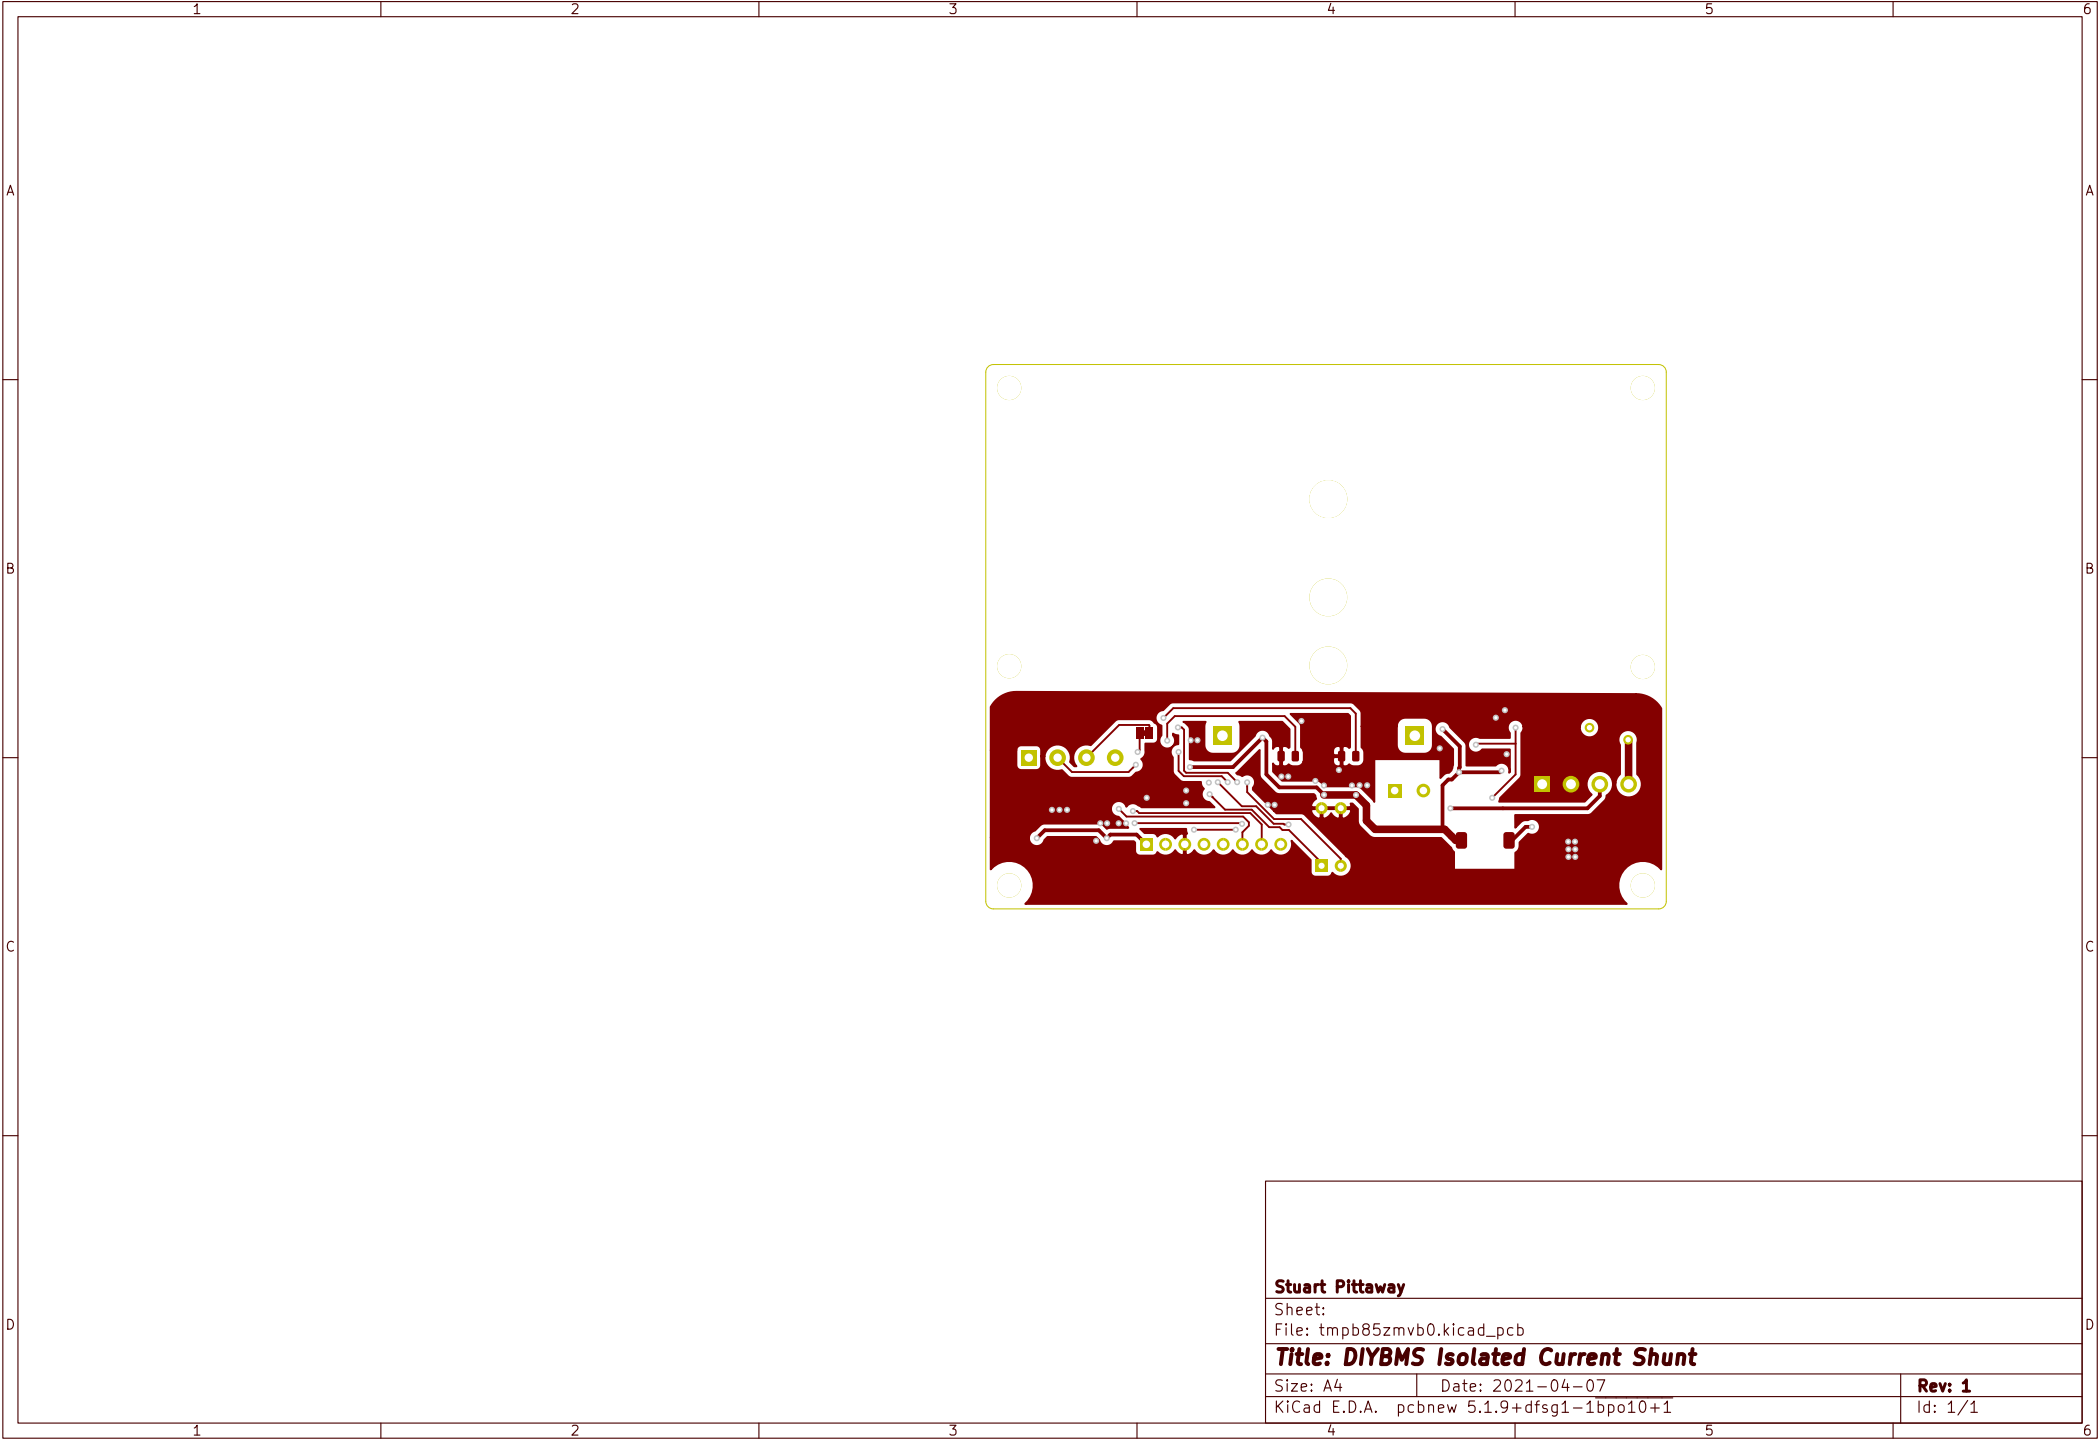 1 2 3 4 5 6
A A
B B
C C
Stuart Pittaway
Sheet:
File: tmpb85zmvb0.kicad_pcb
D D
Title: DIYBMS Isolated Current Shunt
Size: A4 Date: 2021-04-07 Rev: 1
KiCad E.D.A. pcbnew 5.1.9+dfsg1-1bpo10+1 Id: 1/1
1 2 3 4 5 6